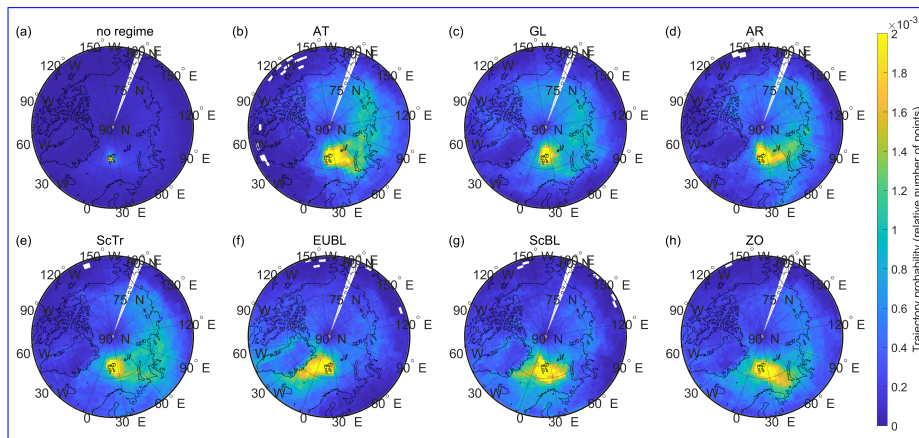 (a) no regime
(b) AT
(c) GL
(d) AR
(e) ScTr
(f) EUBL
(g) ScBL
(h) ZO
150° W
180° E
150° E
120° E
90° E
60° E
30° E
0°
30° W
60° W
90° W
120° W
75° N
90° N
×10⁻³
2
1.8
1.6
1.4
1.2
1
0.8
0.6
0.4
0.2
0
Trajectory probability (relative number of points)